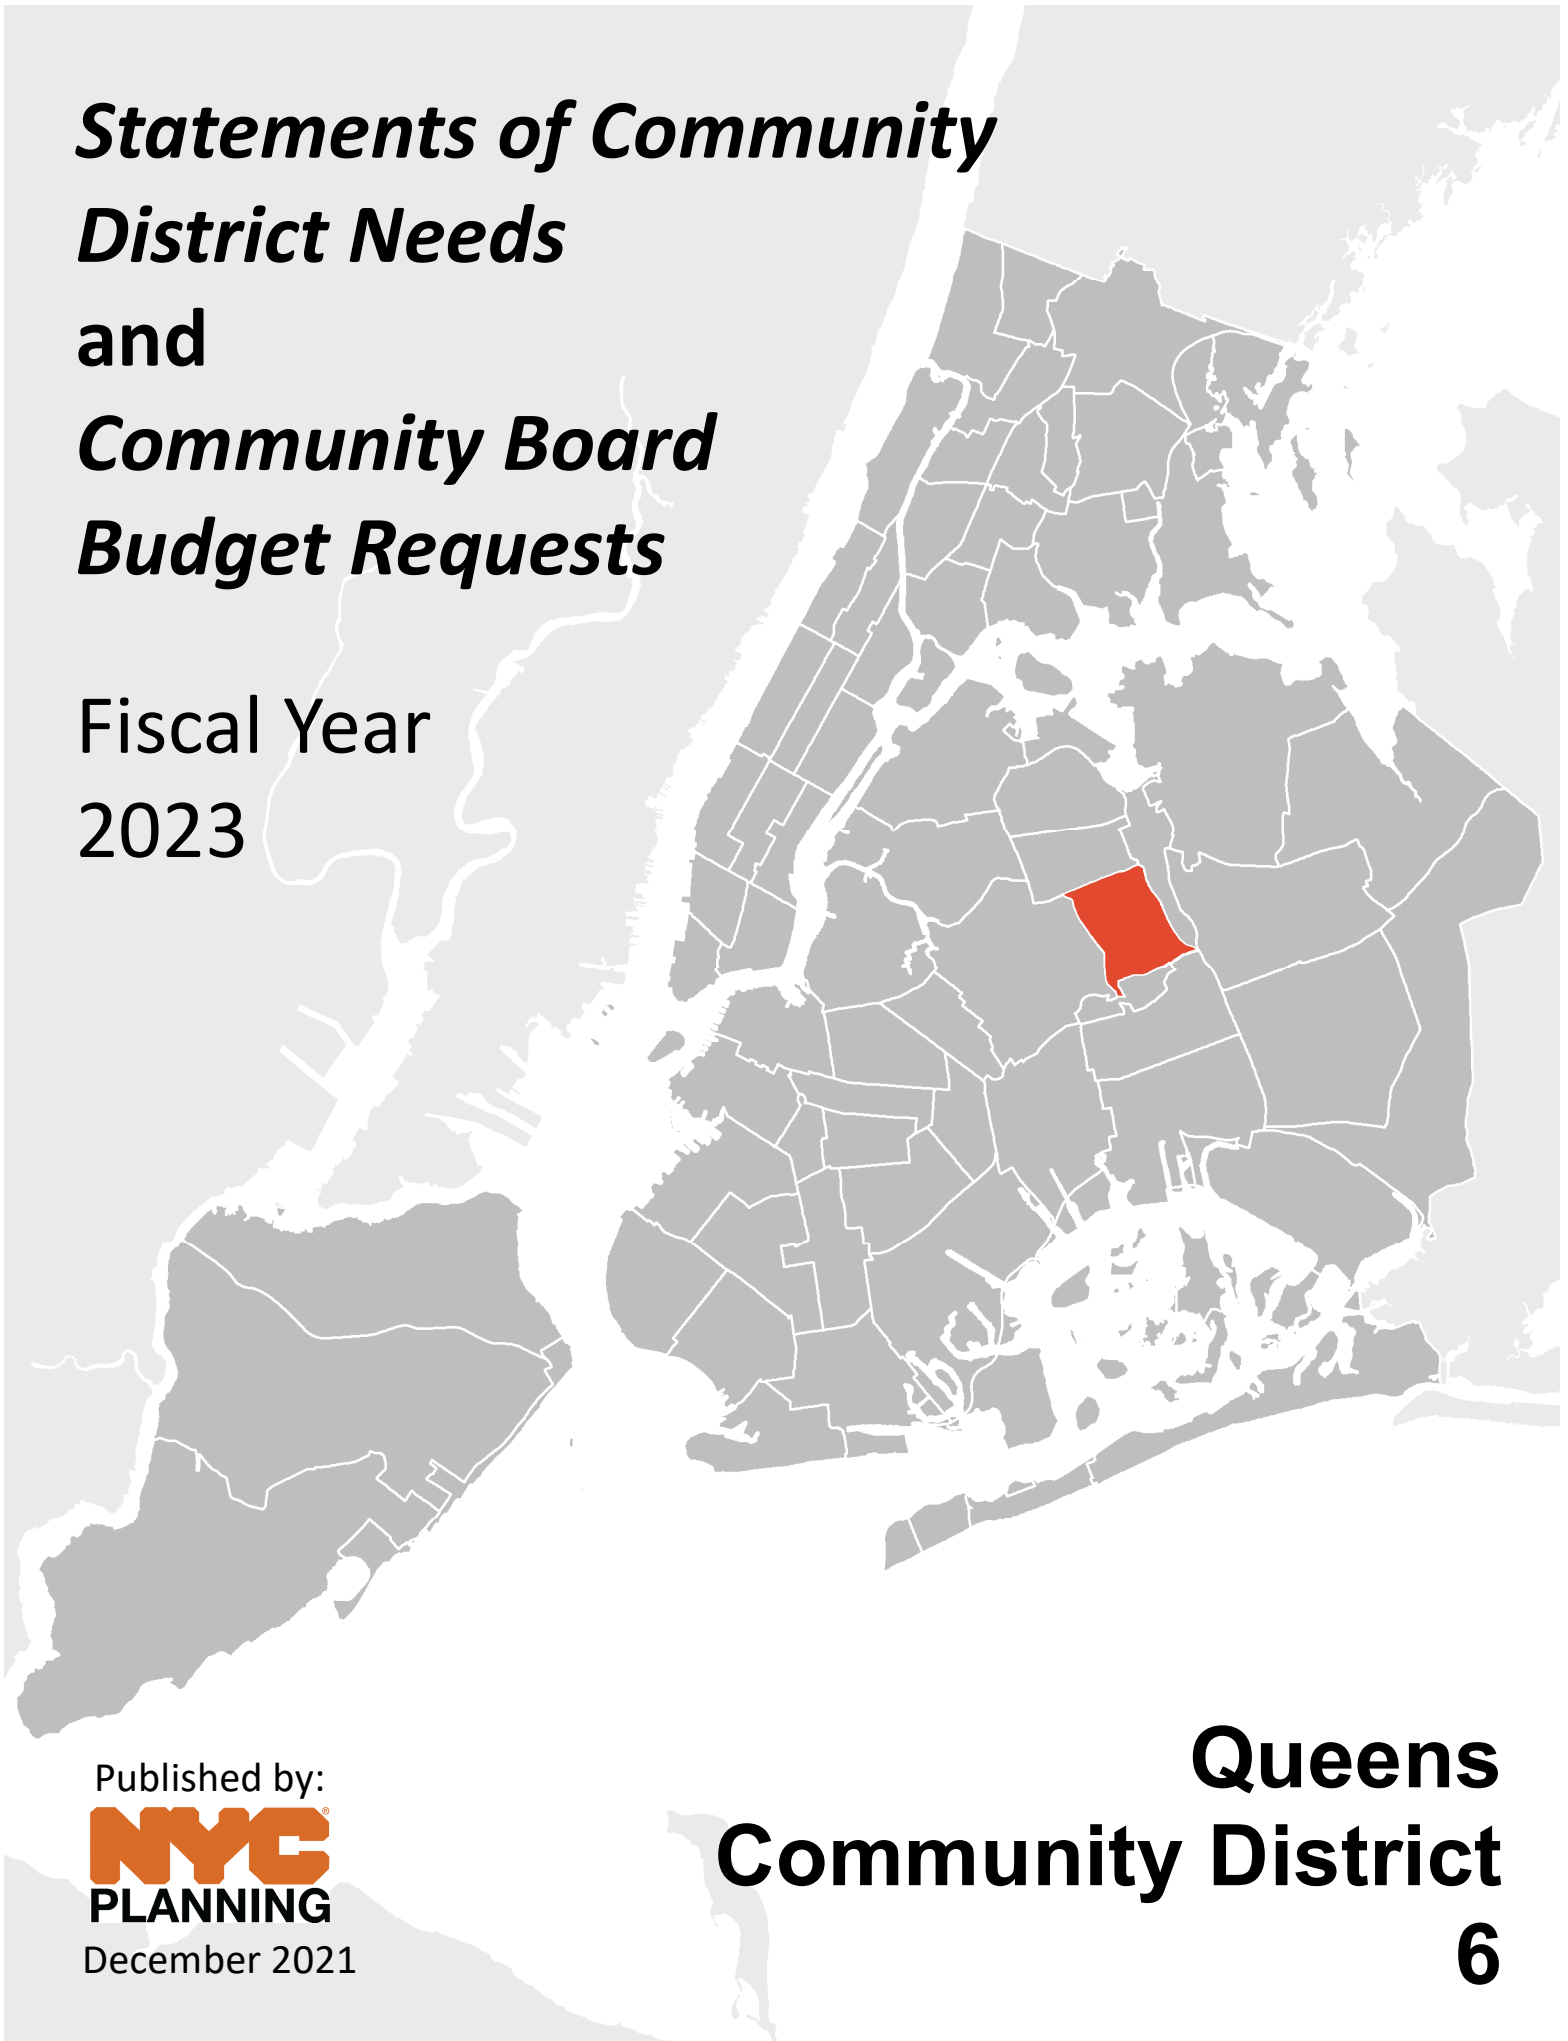 Statements of Community
District Needs
and
Community Board
Budget Requests
Fiscal Year
2023
Published by:
NYC®
PLANNING
December 2021
Queens
Community District
6